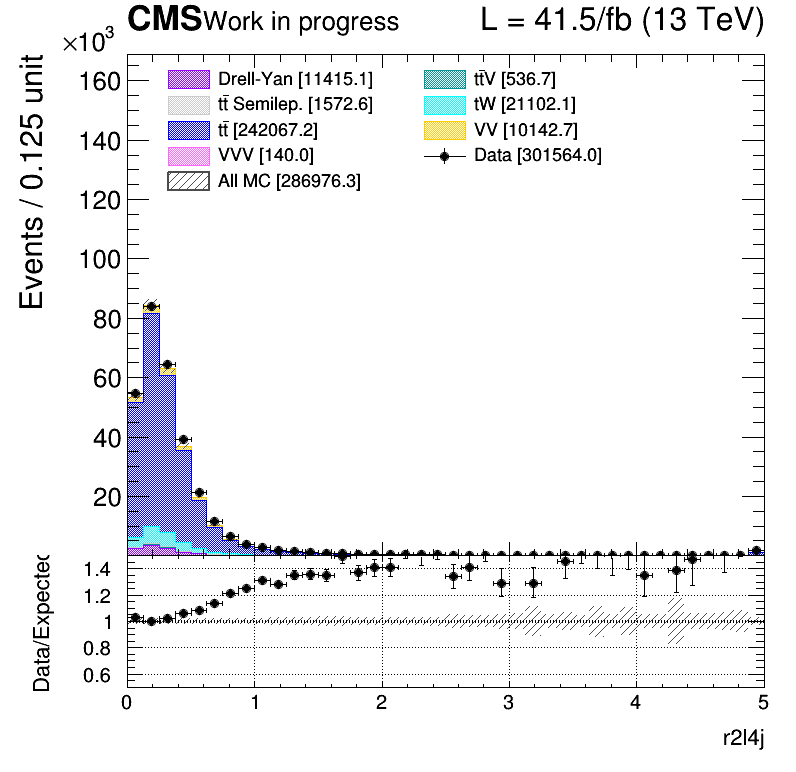 CMS Work in progress L = 41.5/fb (13 TeV)
×10³
Events / 0.125 unit
160
140
120
100
80
60
40
20
Drell-Yan [11415.1]
tt̄ Semilep. [1572.6]
tt̄ [242067.2]
VVV [140.0]
All MC [286976.3]
tt̄V [536.7]
tW [21102.1]
VV [10142.7]
Data [301564.0]
Data/Expected
1.4
1.2
1
0.8
0.6
0 1 2 3 4 5
r2l4j